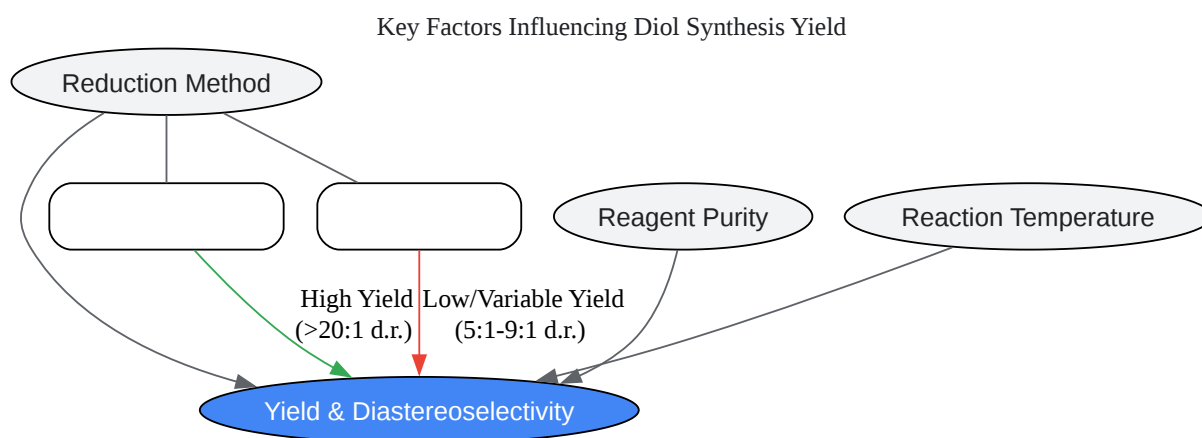 Key Factors Influencing Diol Synthesis Yield
Reduction Method
Reagent Purity
Reaction Temperature
High Yield
(>20:1 d.r.)
Low/Variable Yield
(5:1-9:1 d.r.)
Yield & Diastereoselectivity